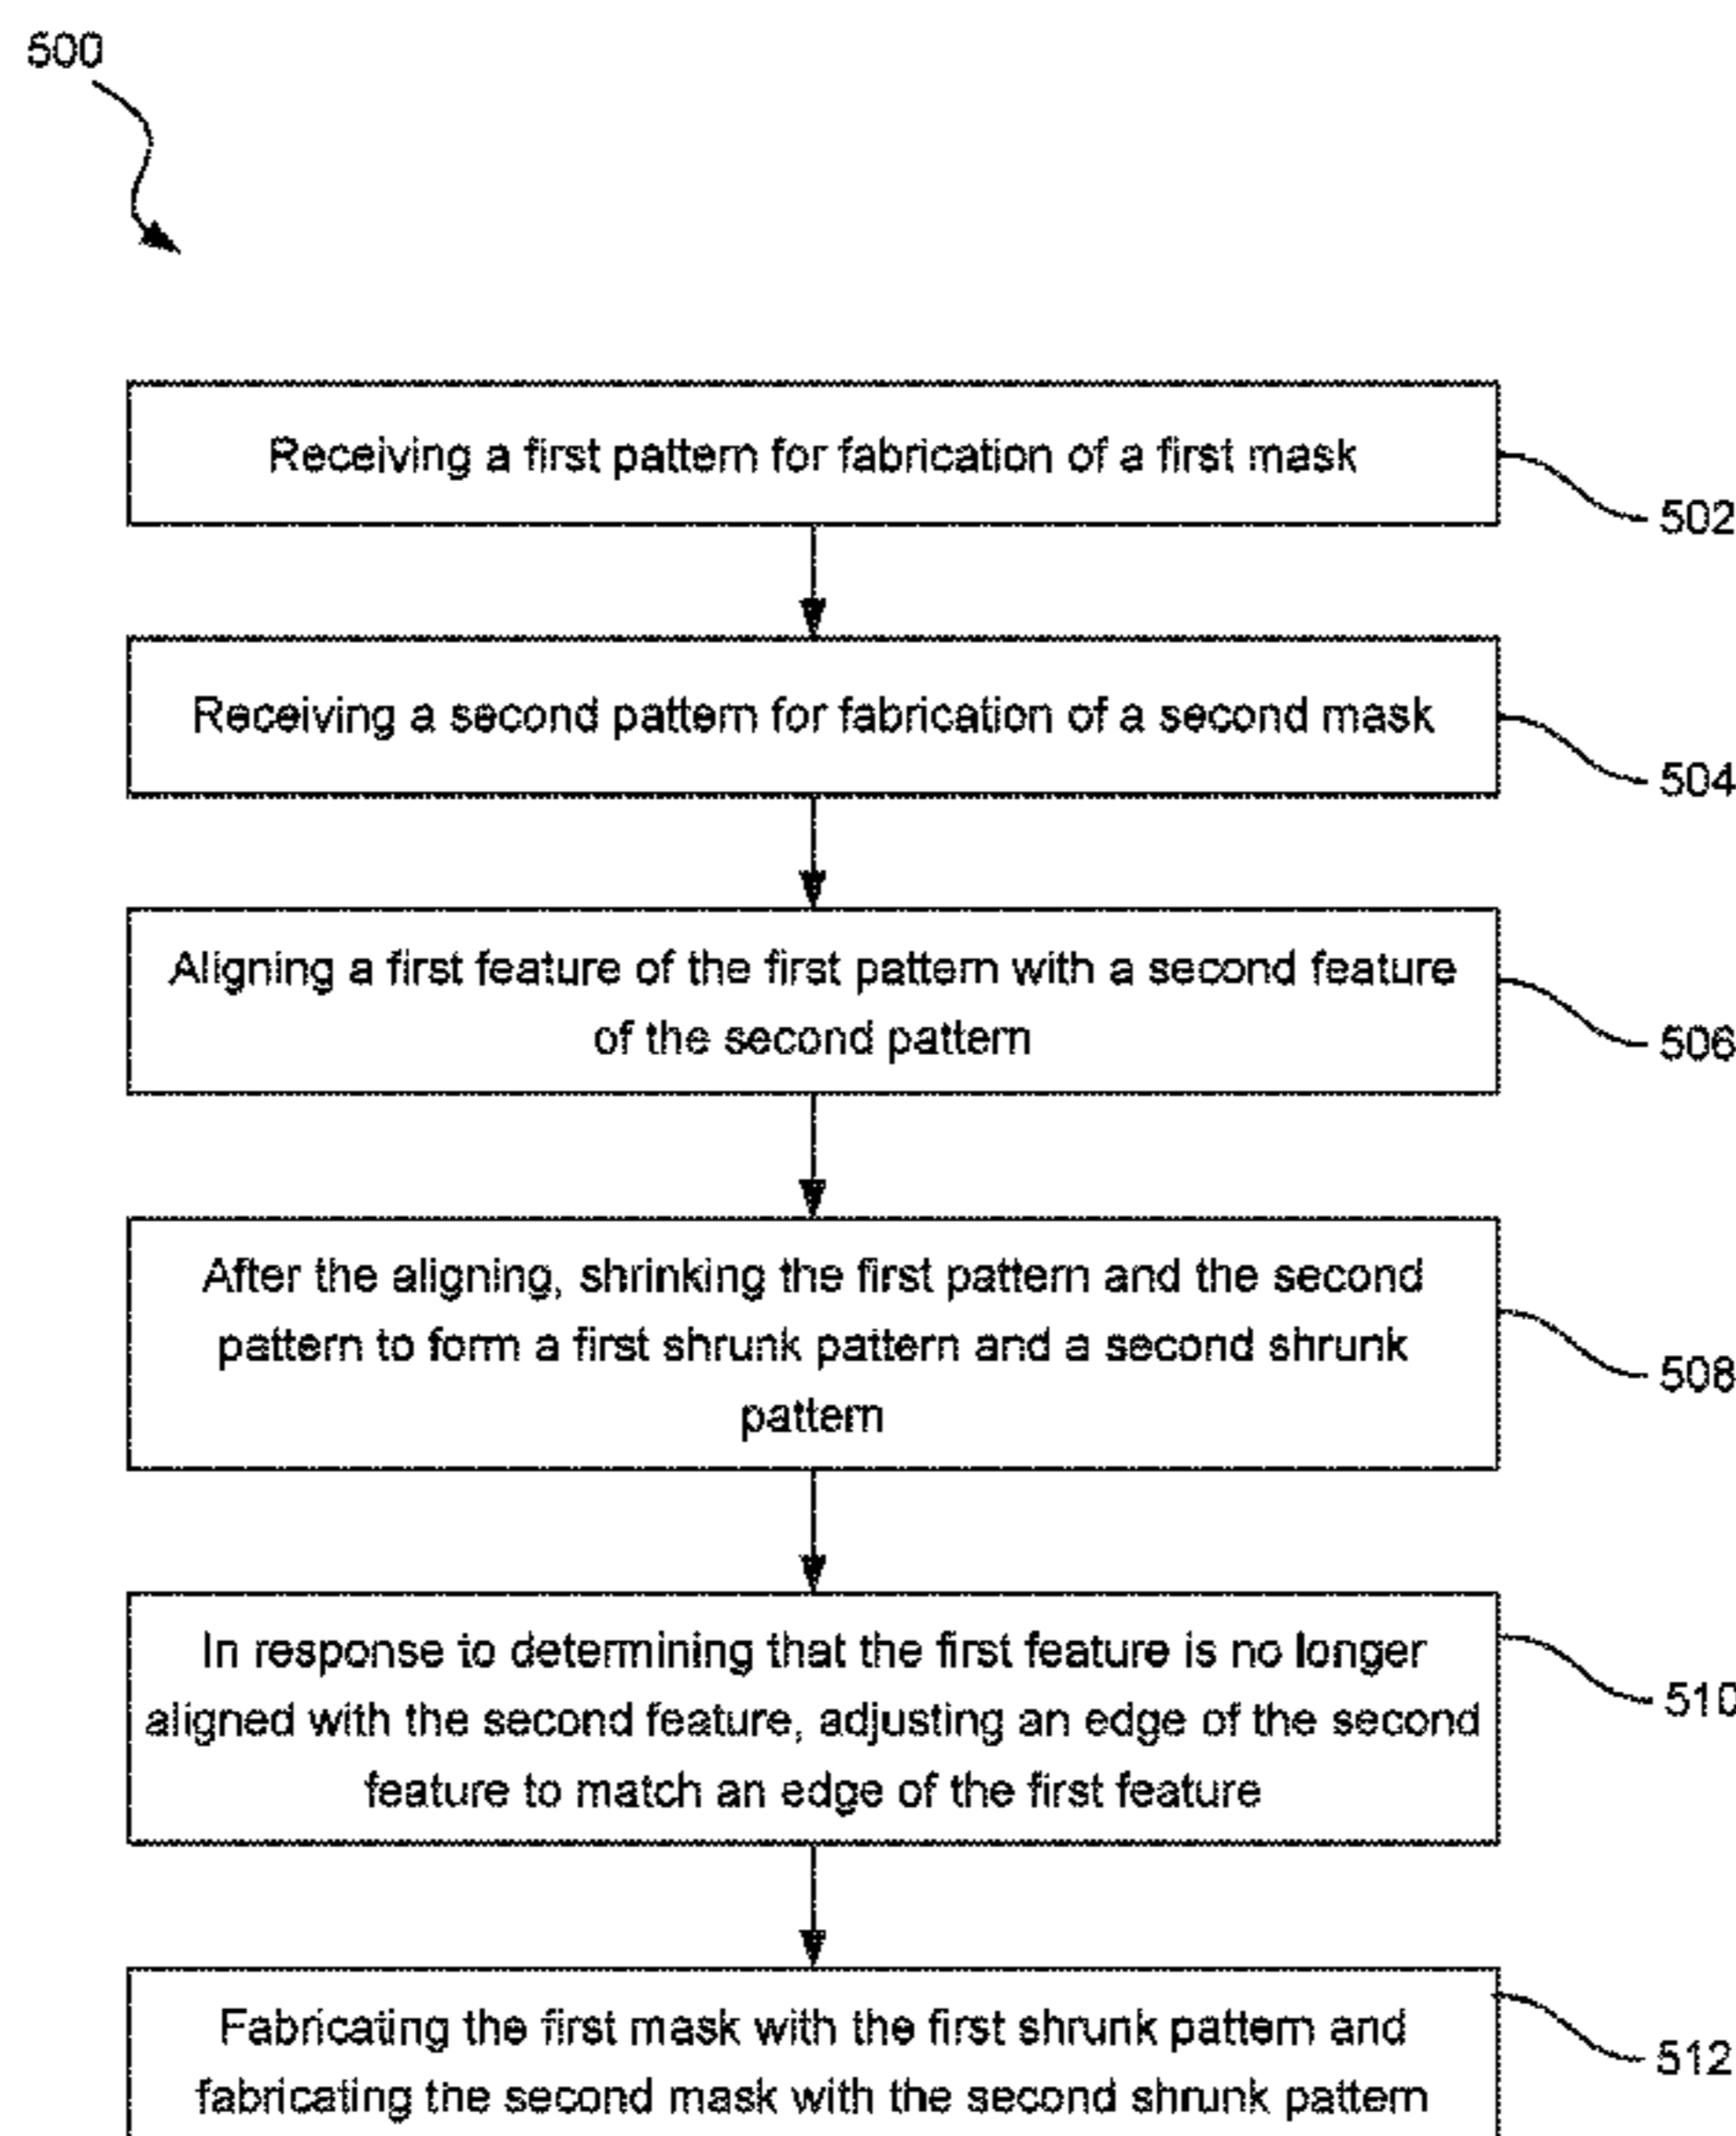 500
Receiving a first pattern for fabrication of a first mask
502
Receiving a second pattern for fabrication of a second mask
504
Aligning a first feature of the first pattern with a second feature
of the second pattern
506
After the aligning, shrinking the first pattern and the second
pattern to form a first shrunk pattern and a second shrunk
pattern
508
In response to determining that the first feature is no longer
aligned with the second feature, adjusting an edge of the second
feature to match an edge of the first feature
510
Fabricating the first mask with the first shrunk pattern and
fabricating the second mask with the second shrunk pattern
512